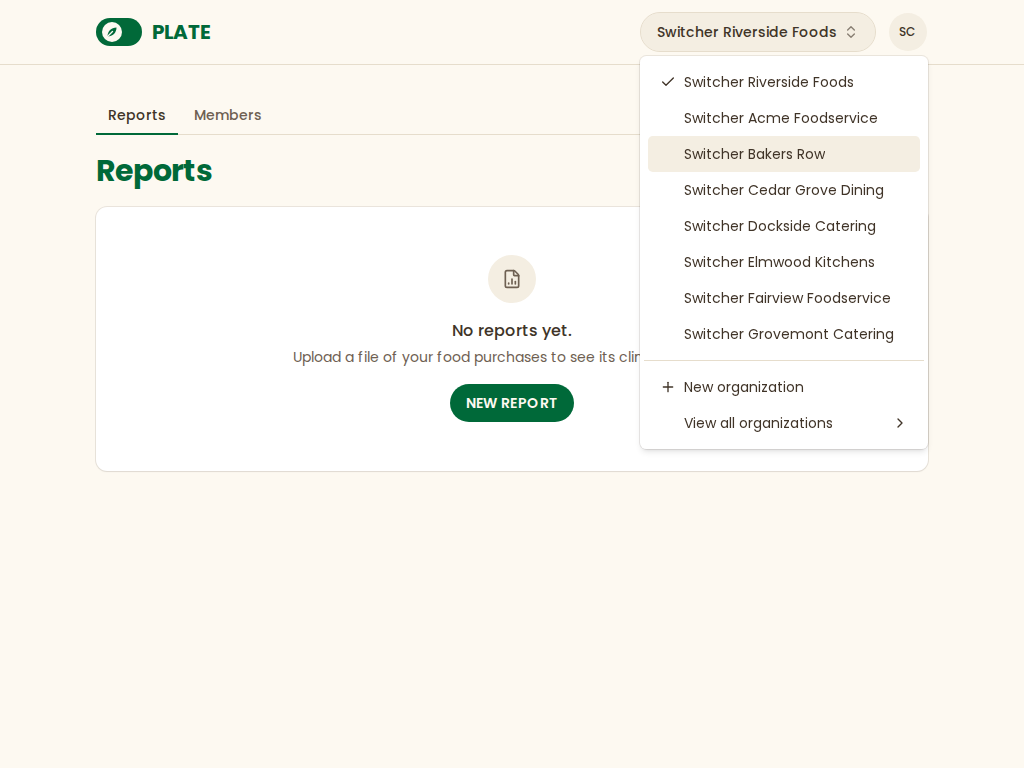 PLATE
Switcher Riverside Foods
SC
Switcher Riverside Foods
Switcher Acme Foodservice
Switcher Bakers Row
Switcher Cedar Grove Dining
Switcher Dockside Catering
Switcher Elmwood Kitchens
Switcher Fairview Foodservice
Switcher Grovemont Catering
New organization
View all organizations
Reports
Members
Reports
No reports yet.
Upload a file of your food purchases to see its
NEW REPORT